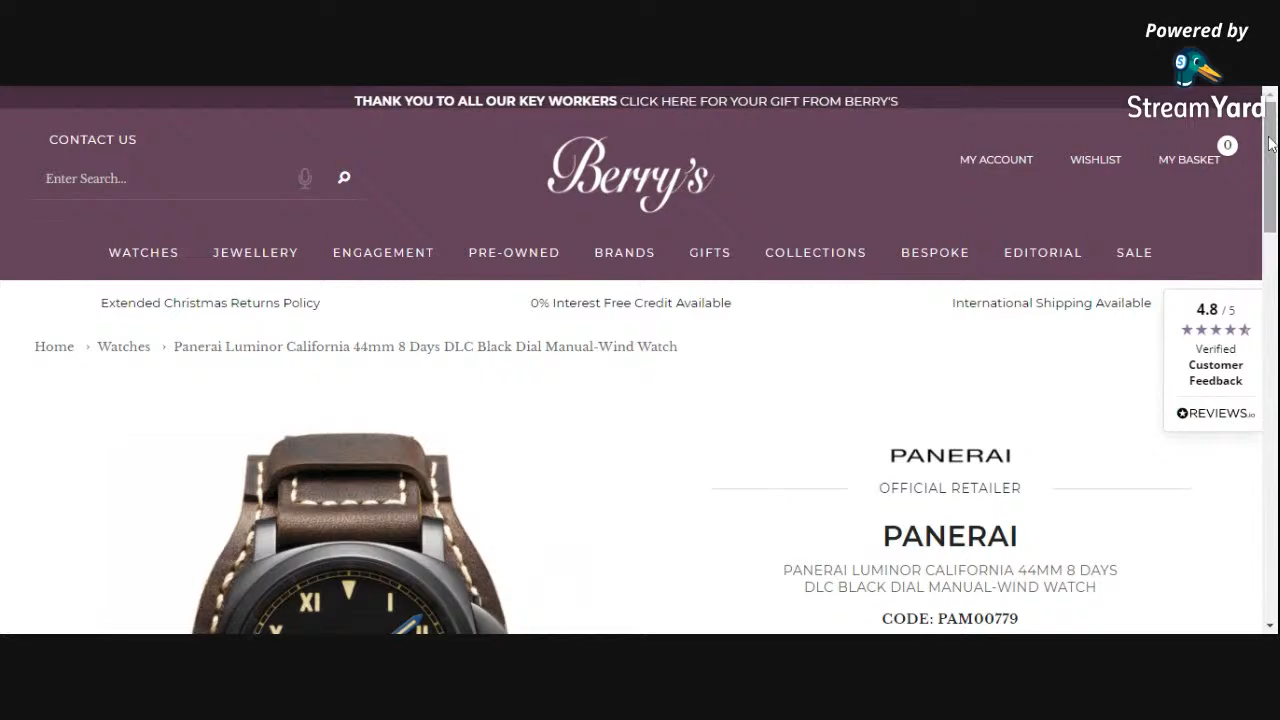 Powered by
StreamYard
THANK YOU TO ALL OUR KEY WORKERS CLICK HERE FOR YOUR GIFT FROM BERRY'S
CONTACT US
Enter Search...
Berry's
MY ACCOUNT WISHLIST MY BASKET 0
WATCHES JEWELLERY ENGAGEMENT PRE-OWNED BRANDS GIFTS COLLECTIONS BESPOKE EDITORIAL SALE
Extended Christmas Returns Policy 0% Interest Free Credit Available International Shipping Available
4.8 / 5
Verified
Customer
Feedback
REVIEWS.io
Home › Watches › Panerai Luminor California 44mm 8 Days DLC Black Dial Manual-Wind Watch
PANERAI
OFFICIAL RETAILER
PANERAI
PANERAI LUMINOR CALIFORNIA 44MM 8 DAYS
DLC BLACK DIAL MANUAL-WIND WATCH
CODE: PAM00779
XI I
X II